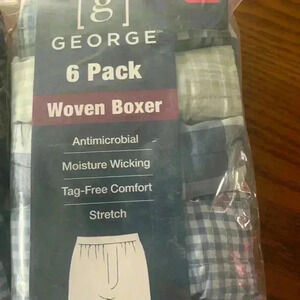 [g]
GEORGE
6 Pack
Woven Boxer
Antimicrobial
Moisture Wicking
Tag-Free Comfort
Stretch